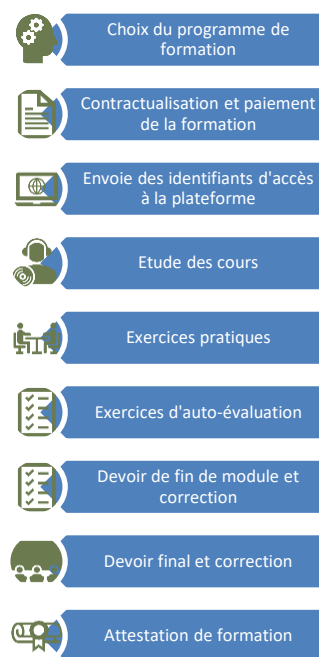 Choix du programme de
formation
Contractualisation et paiement
de la formation
Envoie des identifiants d'accès
à la plateforme
Etude des cours
Exercices pratiques
Exercices d'auto-évaluation
Devoir de fin de module et
correction
Devoir final et correction
Attestation de formation